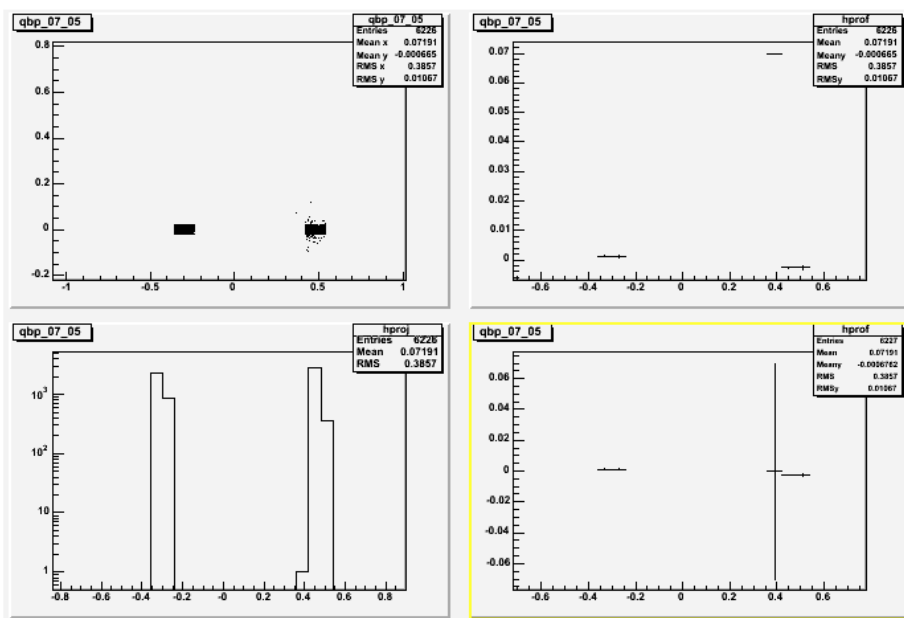 qbp_07_05
qbp_07_05
Entries 6226
Mean x 0.07191
Mean y -0.000665
RMS x 0.3857
RMS y 0.01067
0.8
0.6
0.4
0.2
0
-0.2
-1 -0.5 0 0.5 1
qbp_07_05
hprof
Entries 6226
Mean 0.07191
Meany -0.000665
RMS 0.3857
RMSy 0.01067
0.07
0.06
0.05
0.04
0.03
0.02
0.01
0
-0.6 -0.4 -0.2 0 0.2 0.4 0.6
qbp_07_05
hproj
Entries 6226
Mean 0.07191
RMS 0.3857
10^3
10^2
10
1
-0.8 -0.6 -0.4 -0.2 0 0.2 0.4 0.6 0.8
qbp_07_05
hprof
Entries 6227
Mean 0.07191
Meany -0.0006762
RMS 0.3857
RMSy 0.01067
0.06
0.04
0.02
0
-0.02
-0.04
-0.06
-0.6 -0.4 -0.2 0 0.2 0.4 0.6